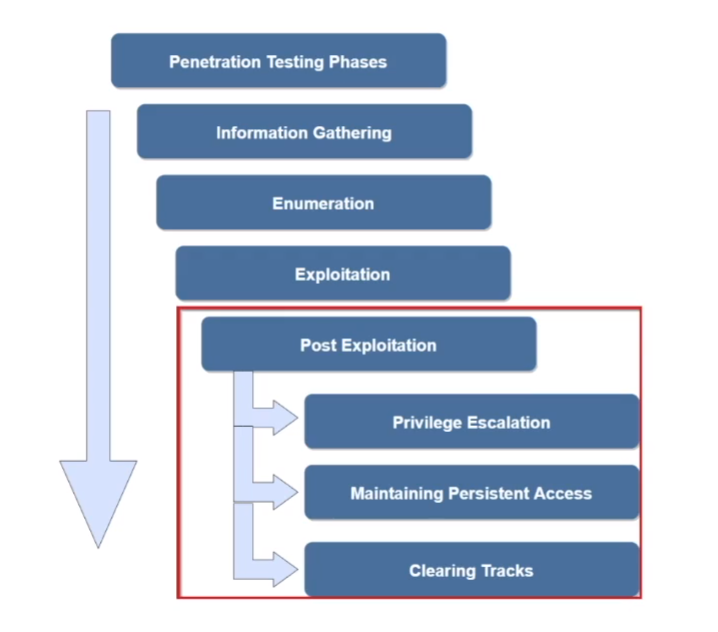 Penetration Testing Phases
Information Gathering
Enumeration
Exploitation
Post Exploitation
Privilege Escalation
Maintaining Persistent Access
Clearing Tracks